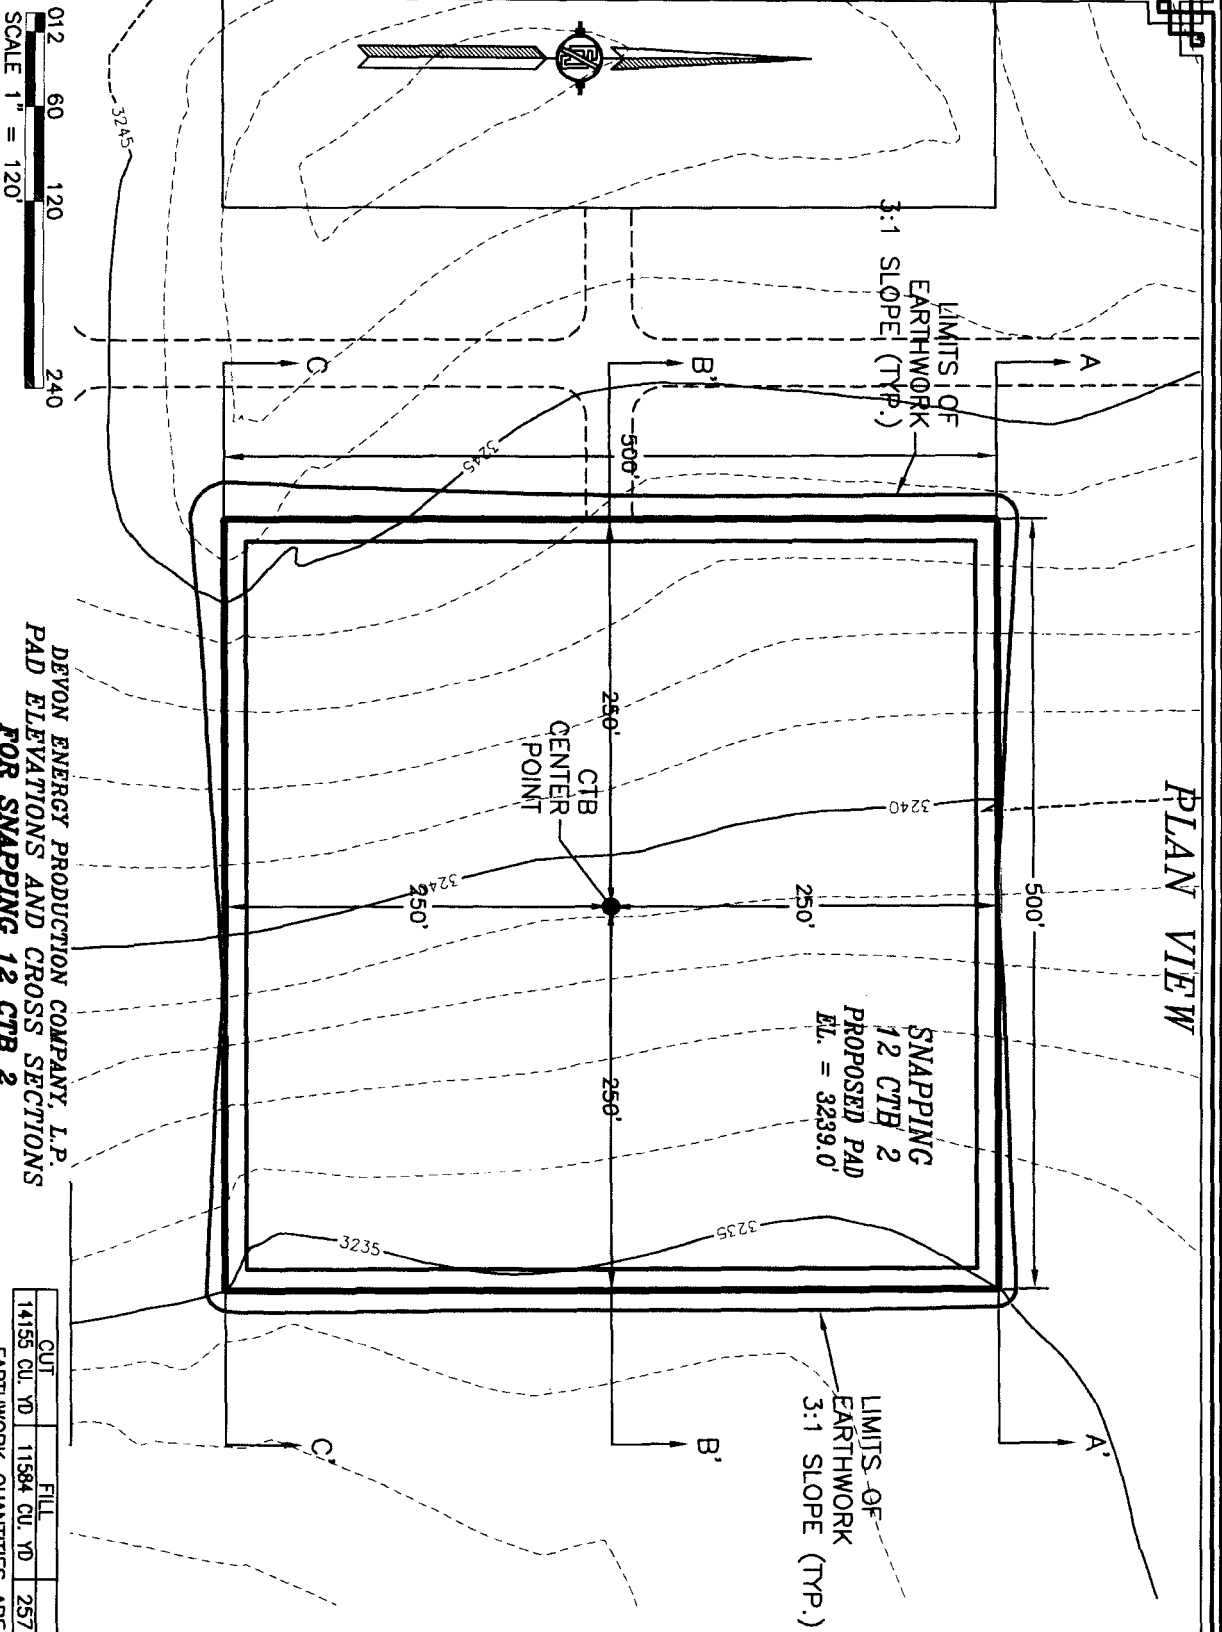 PLAN VIEW
A
A'
500'
LIMITS OF
EARTHWORK
3:1 SLOPE (TYP.)
SNAPPING
12 CTB 2
PROPOSED PAD
EL. = 3239.0'
3240
250'
3235
LIMITS OF
EARTHWORK
3:1 SLOPE (TYP.)
B'
500'
250'
250'
B'
CTB
CENTER
POINT
3245
3240
250'
3235
C
C'
3245
012 60 120 240
SCALE 1" = 120'
DEVON ENERGY PRODUCTION COMPANY, L.P.
PAD ELEVATIONS AND CROSS SECTIONS
FOR SNAPPING 12 CTB 2
CUT FILL
14155 CU. YD 11584 CU. YD 257